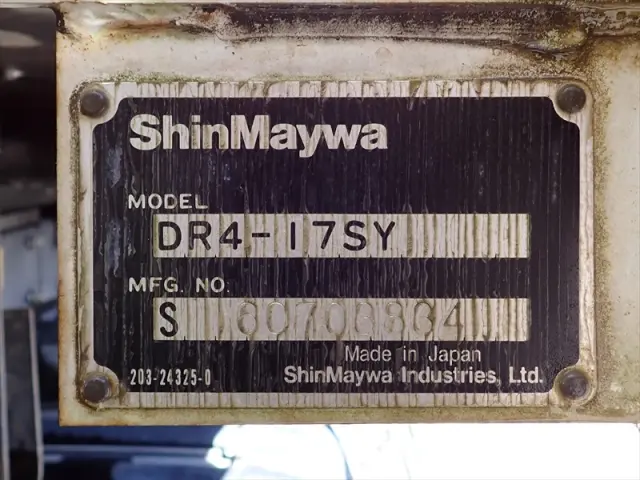 ShinMaywa
MODEL
DR4-17SY
MFG. NO.
S
Made in Japan
203-24325-0
ShinMaywa Industries, Ltd.